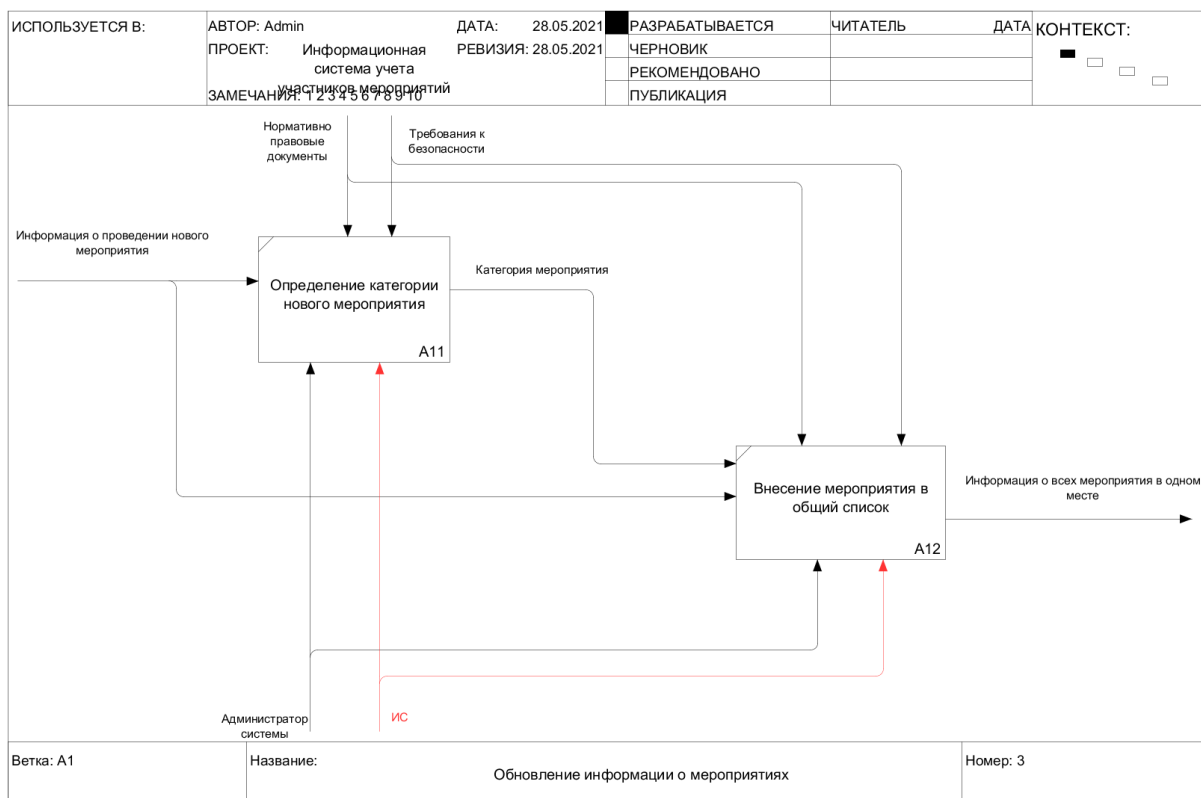 ИСПОЛЬЗУЕТСЯ В:
АВТОР: Admin
ДАТА: 28.05.2021
РАЗРАБАТЫВАЕТСЯ
ЧИТАТЕЛЬ
ДАТА
КОНТЕКСТ:
ПРОЕКТ: Информационная
система учета
участников мероприятий
РЕВИЗИЯ: 28.05.2021
ЧЕРНОВИК
РЕКОМЕНДОВАНО
ЗАМЕЧАНИЯ: 1 2 3 4 5 6 7 8 9 10
ПУБЛИКАЦИЯ
Нормативно
правовые
документы
Требования к
безопасности
Информация о проведении нового
мероприятия
Определение категории
нового мероприятия
A11
Категория мероприятия
Внесение мероприятия в
общий список
A12
Информация о всех мероприятия в одном
месте
Администратор
системы
ИС
Ветка: A1
Название:
Обновление информации о мероприятиях
Номер: 3